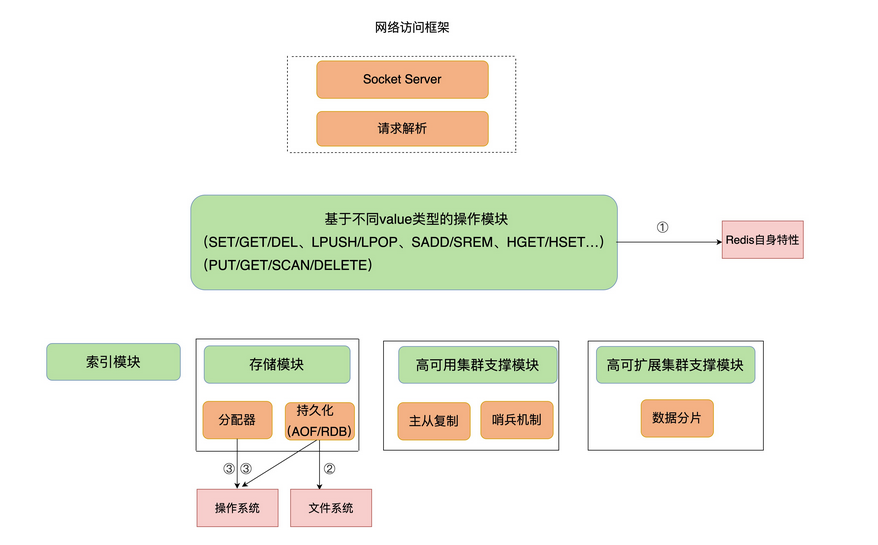 网络访问框架
Socket Server
请求解析
基于不同value类型的操作模块
（SET/GET/DEL、LPUSH/LPOP、SADD/SREM、HGET/HSET...）
（PUT/GET/SCAN/DELETE）
①
Redis自身特性
索引模块
存储模块
高可用集群支撑模块
高可扩展集群支撑模块
分配器
持久化
（AOF/RDB）
主从复制
哨兵机制
数据分片
③
③
②
操作系统
文件系统